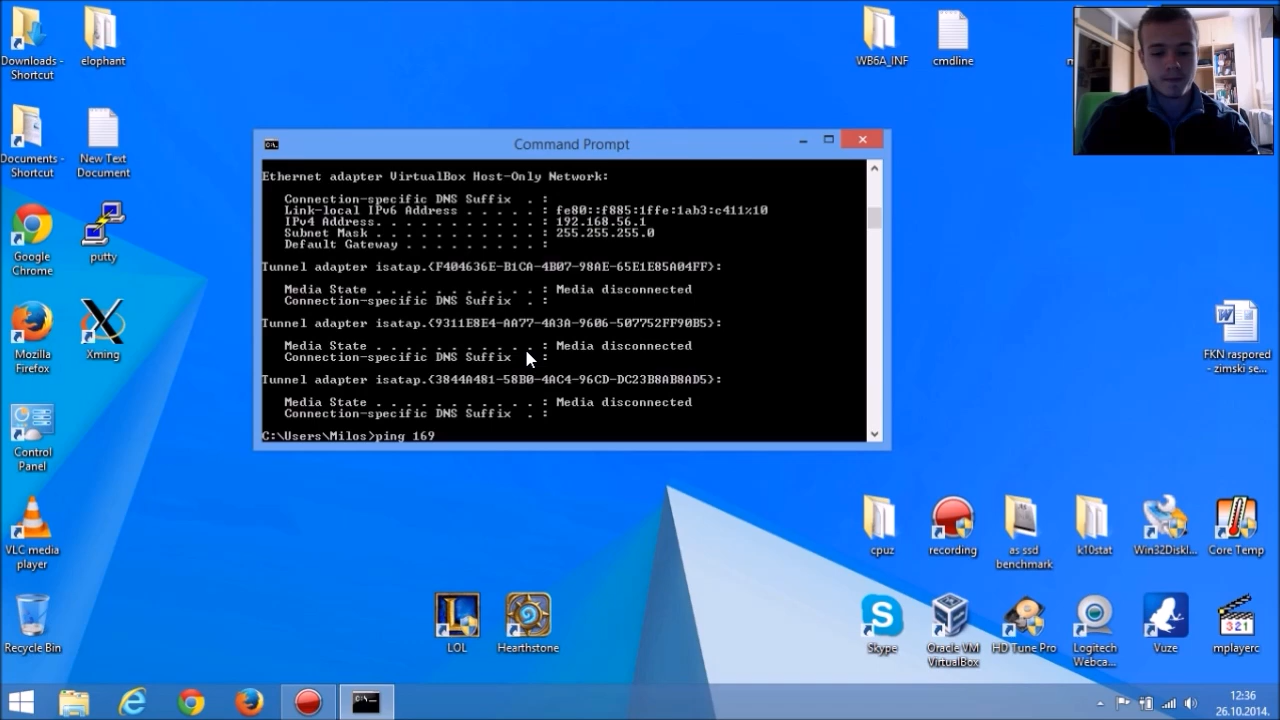 Downloads -
Shortcut
elophant
WB6A_INF
cmdline
Documents -
Shortcut
New Text
Document
Google
Chrome
putty
Mozilla
Firefox
Xming
Control
Panel
VLC media
player
Recycle Bin
Command Prompt
Ethernet adapter VirtualBox Host-Only Network:
Connection-specific DNS Suffix . :
Link-local IPv6 Address . . . . . : fe80::f885:1ffe:1ab3:c411%10
IPv4 Address. . . . . . . . . . . : 192.168.56.1
Subnet Mask . . . . . . . . . . . : 255.255.255.0
Default Gateway . . . . . . . . . :
Tunnel adapter isatap.{F404636E-B1CA-4B07-98AE-65E1E85A04FF}:
Media State . . . . . . . . . . . : Media disconnected
Connection-specific DNS Suffix . :
Tunnel adapter isatap.{9311E8E4-AA77-4A3A-9606-507752FF90B5}:
Media State . . . . . . . . . . . : Media disconnected
Connection-specific DNS Suffix . :
Tunnel adapter isatap.{3844A481-58B0-4AC4-96CD-DC23B8AB8AD5}:
Media State . . . . . . . . . . . : Media disconnected
Connection-specific DNS Suffix . :
C:\Users\Milos>ping 169
FKN raspored
- zimski se...
cpuz
recording
as ssd
benchmark
k10stat
Win32DiskI...
Core Temp
LOL
Hearthstone
Skype
Oracle VM
VirtualBox
HD Tune Pro
Logitech
Webca...
Vuze
321
mplayerc
12:36
26.10.2014.